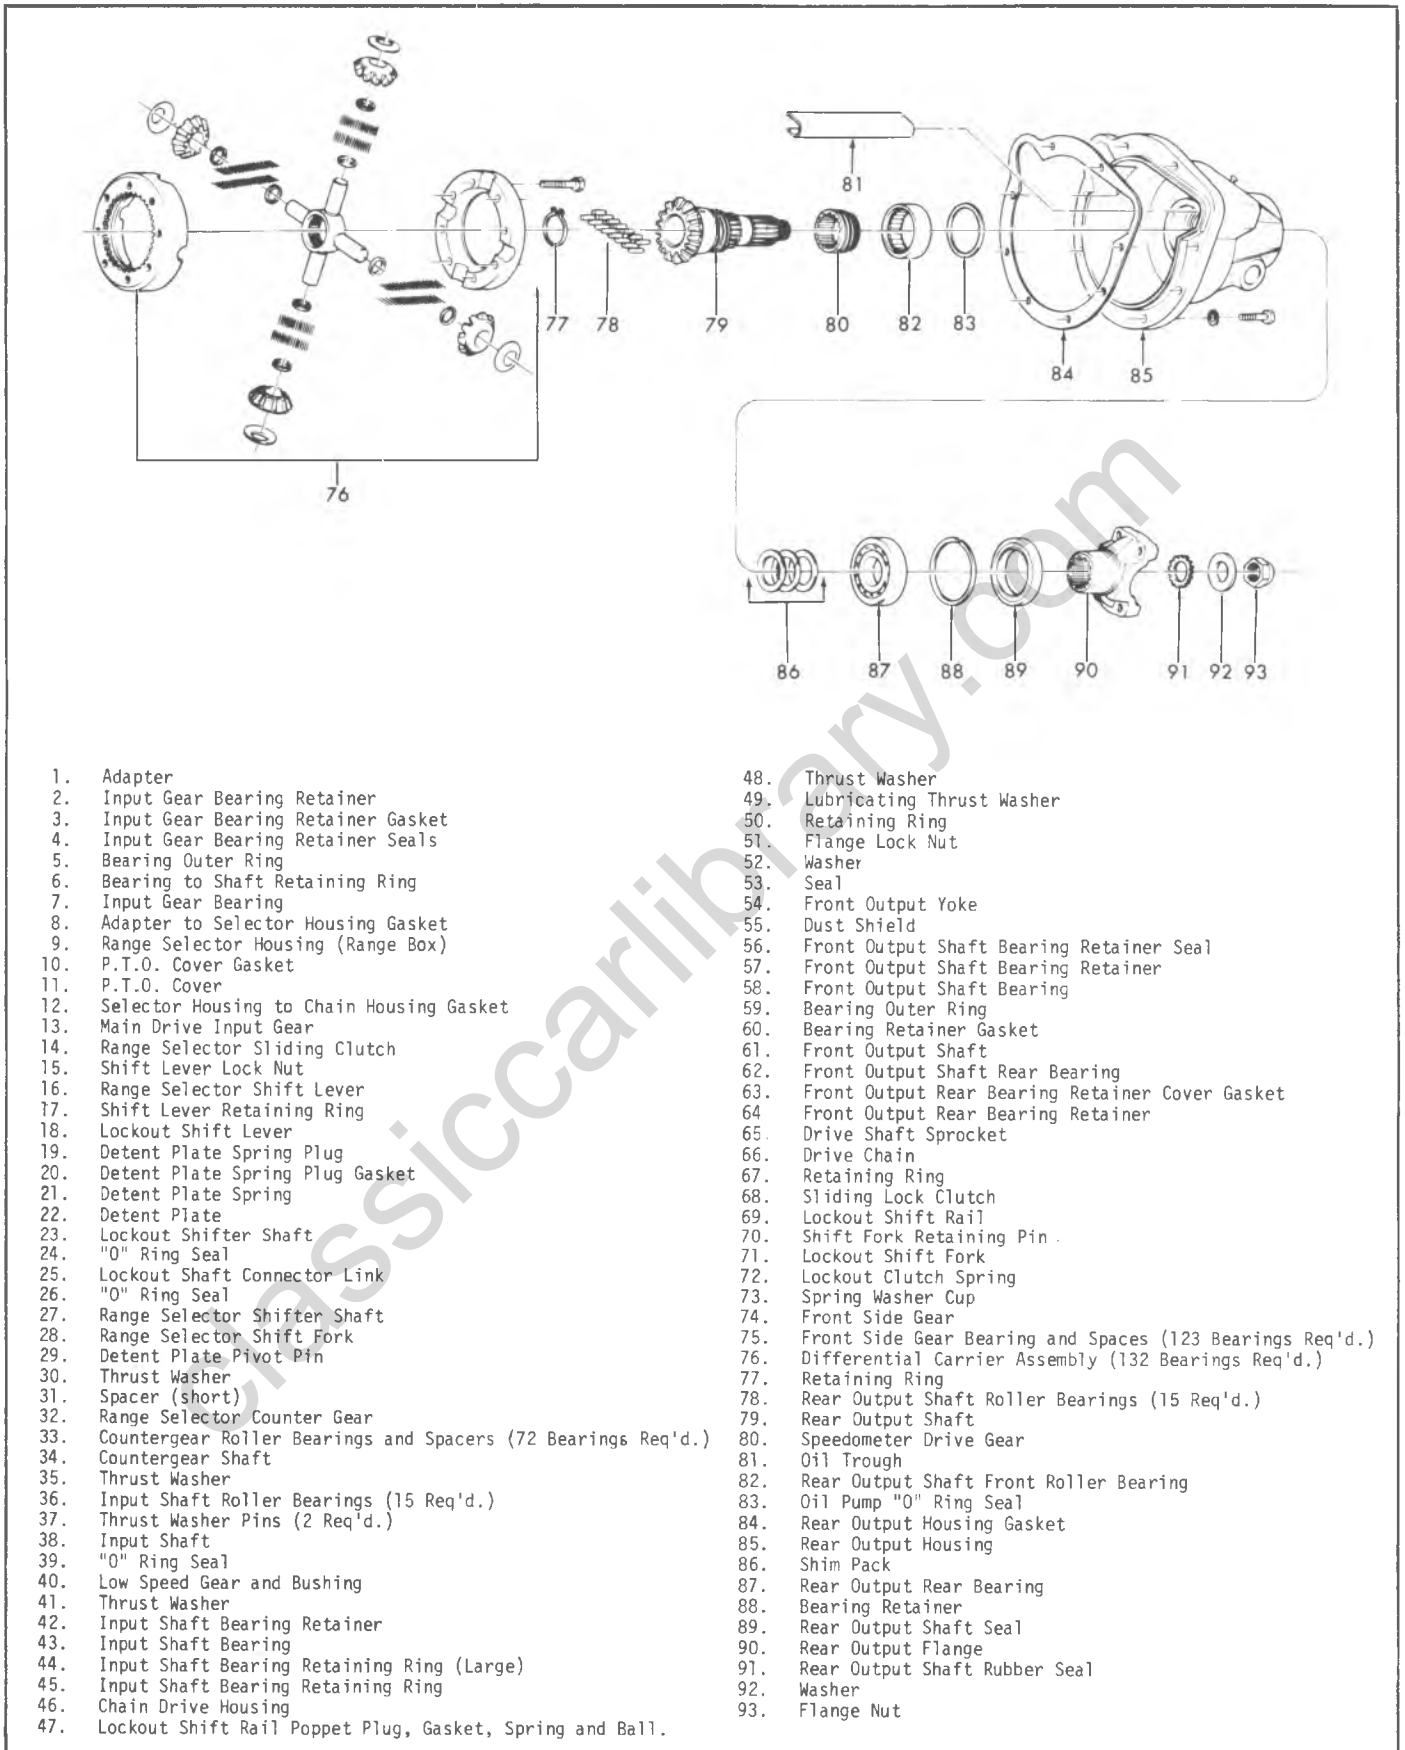 81
77 78 79 80 82 83
84 85
76
86 87 88 89 90 91 92 93
1. Adapter
2. Input Gear Bearing Retainer
3. Input Gear Bearing Retainer Gasket
4. Input Gear Bearing Retainer Seals
5. Bearing Outer Ring
6. Bearing to Shaft Retaining Ring
7. Input Gear Bearing
8. Adapter to Selector Housing Gasket
9. Range Selector Housing (Range Box)
10. P.T.O. Cover Gasket
11. P.T.O. Cover
12. Selector Housing to Chain Housing Gasket
13. Main Drive Input Gear
14. Range Selector Sliding Clutch
15. Shift Lever Lock Nut
16. Range Selector Shift Lever
17. Shift Lever Retaining Ring
18. Lockout Shift Lever
19. Detent Plate Spring Plug
20. Detent Plate Spring Plug Gasket
21. Detent Plate Spring
22. Detent Plate
23. Lockout Shifter Shaft
24. "O" Ring Seal
25. Lockout Shaft Connector Link
26. "O" Ring Seal
27. Range Selector Shifter Shaft
28. Range Selector Shift Fork
29. Detent Plate Pivot Pin
30. Thrust Washer
31. Spacer (short)
32. Range Selector Counter Gear
33. Countergear Roller Bearings and Spacers (72 Bearings Req'd.)
34. Countergear Shaft
35. Thrust Washer
36. Input Shaft Roller Bearings (15 Req'd.)
37. Thrust Washer Pins (2 Req'd.)
38. Input Shaft
39. "O" Ring Seal
40. Low Speed Gear and Bushing
41. Thrust Washer
42. Input Shaft Bearing Retainer
43. Input Shaft Bearing
44. Input Shaft Bearing Retaining Ring (Large)
45. Input Shaft Bearing Retaining Ring
46. Chain Drive Housing
47. Lockout Shift Rail Poppet Plug, Gasket, Spring and Ball.
48. Thrust Washer
49. Lubricating Thrust Washer
50. Retaining Ring
51. Flange Lock Nut
52. Washer
53. Seal
54. Front Output Yoke
55. Dust Shield
56. Front Output Shaft Bearing Retainer Seal
57. Front Output Shaft Bearing Retainer
58. Front Output Shaft Bearing
59. Bearing Outer Ring
60. Bearing Retainer Gasket
61. Front Output Shaft
62. Front Output Shaft Rear Bearing
63. Front Output Rear Bearing Retainer Cover Gasket
64 Front Output Rear Bearing Retainer
65. Drive Shaft Sprocket
66. Drive Chain
67. Retaining Ring
68. Sliding Lock Clutch
69. Lockout Shift Rail
70. Shift Fork Retaining Pin
71. Lockout Shift Fork
72. Lockout Clutch Spring
73. Spring Washer Cup
74. Front Side Gear
75. Front Side Gear Bearing and Spaces (123 Bearings Req'd.)
76. Differential Carrier Assembly (132 Bearings Req'd.)
77. Retaining Ring
78. Rear Output Shaft Roller Bearings (15 Req'd.)
79. Rear Output Shaft
80. Speedometer Drive Gear
81. Oil Trough
82. Rear Output Shaft Front Roller Bearing
83. Oil Pump "O" Ring Seal
84. Rear Output Housing Gasket
85. Rear Output Housing
86. Shim Pack
87. Rear Output Rear Bearing
88. Bearing Retainer
89. Rear Output Shaft Seal
90. Rear Output Flange
91. Rear Output Shaft Rubber Seal
92. Washer
93. Flange Nut
classiccarlibrary.com